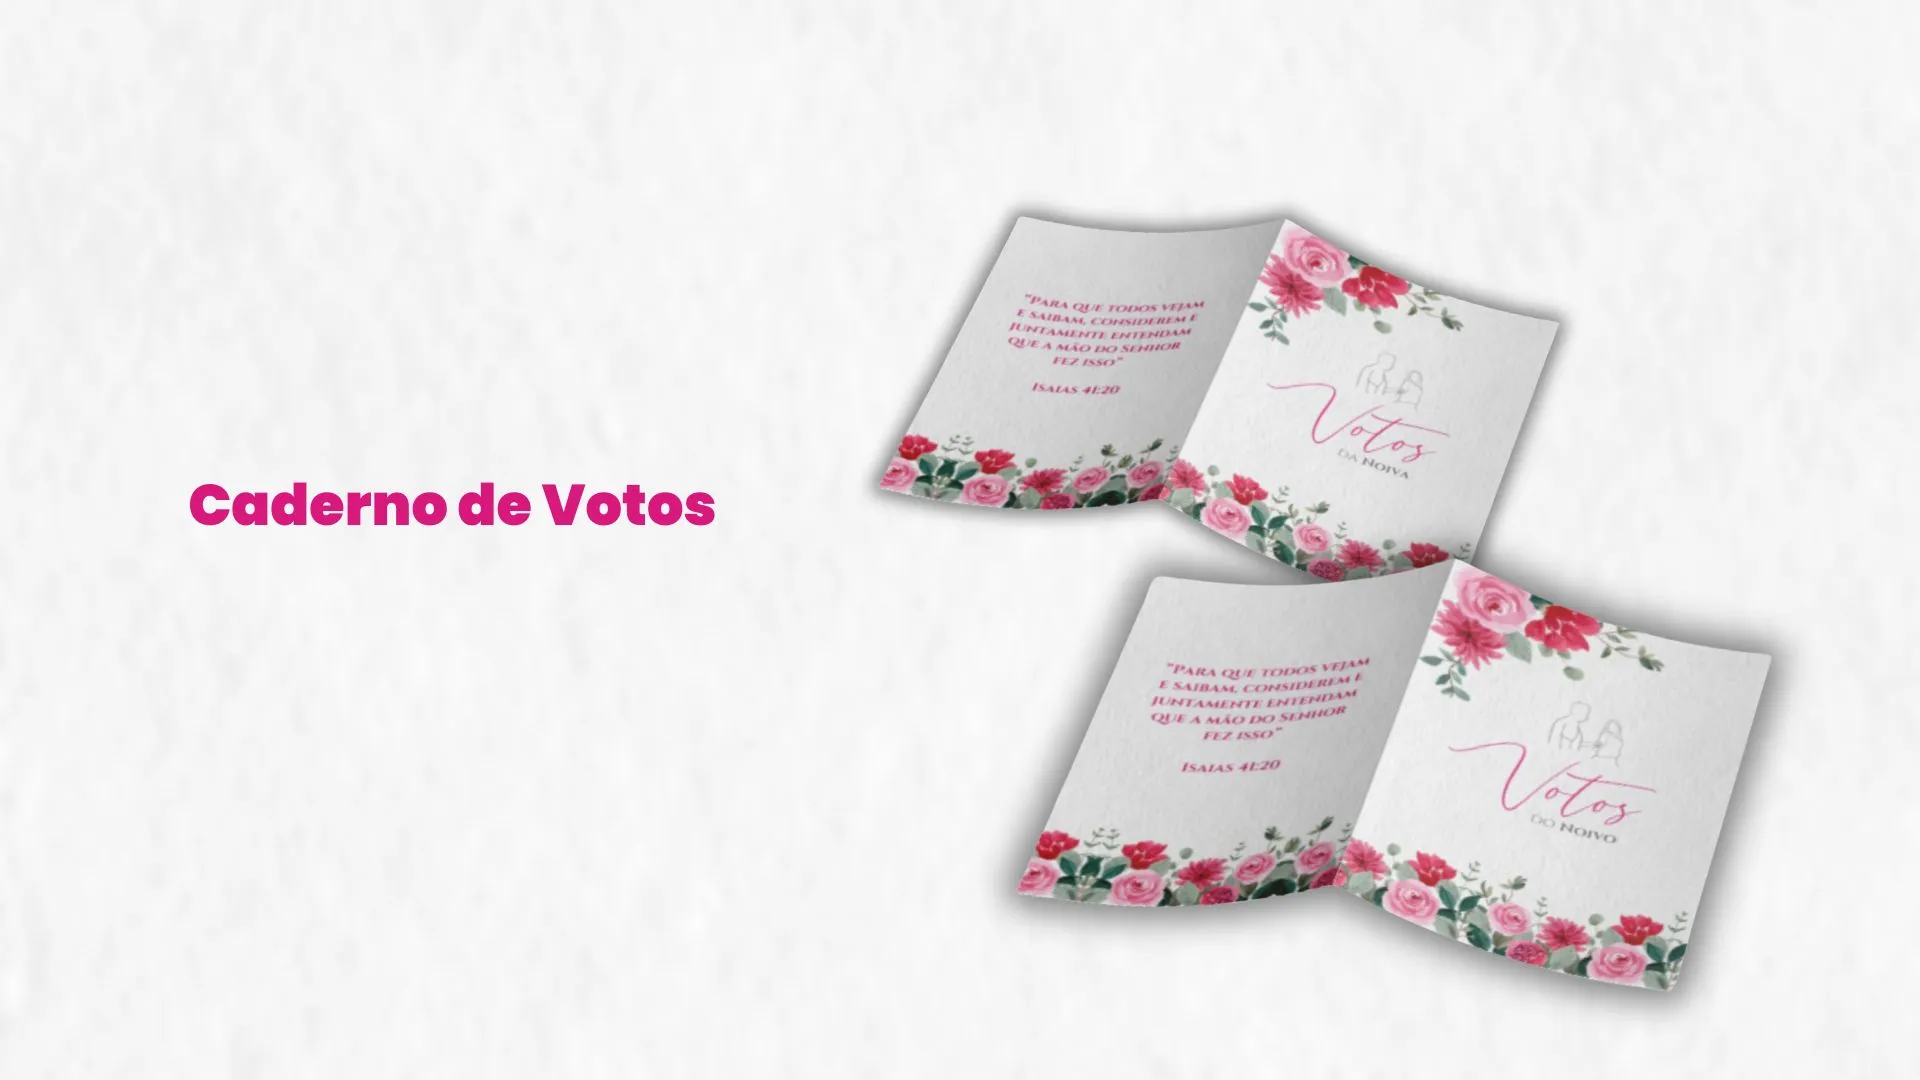 Caderno de Votos
"Para que todos vejam
e saibam, considerem e
juntamente entendam
que a mão do Senhor
fez isso"
Isaias 41:20
Votos
da Noiva
"Para que todos vejam
e saibam, considerem e
juntamente entendam
que a mão do Senhor
fez isso"
Isaias 41:20
Votos
do Noivo